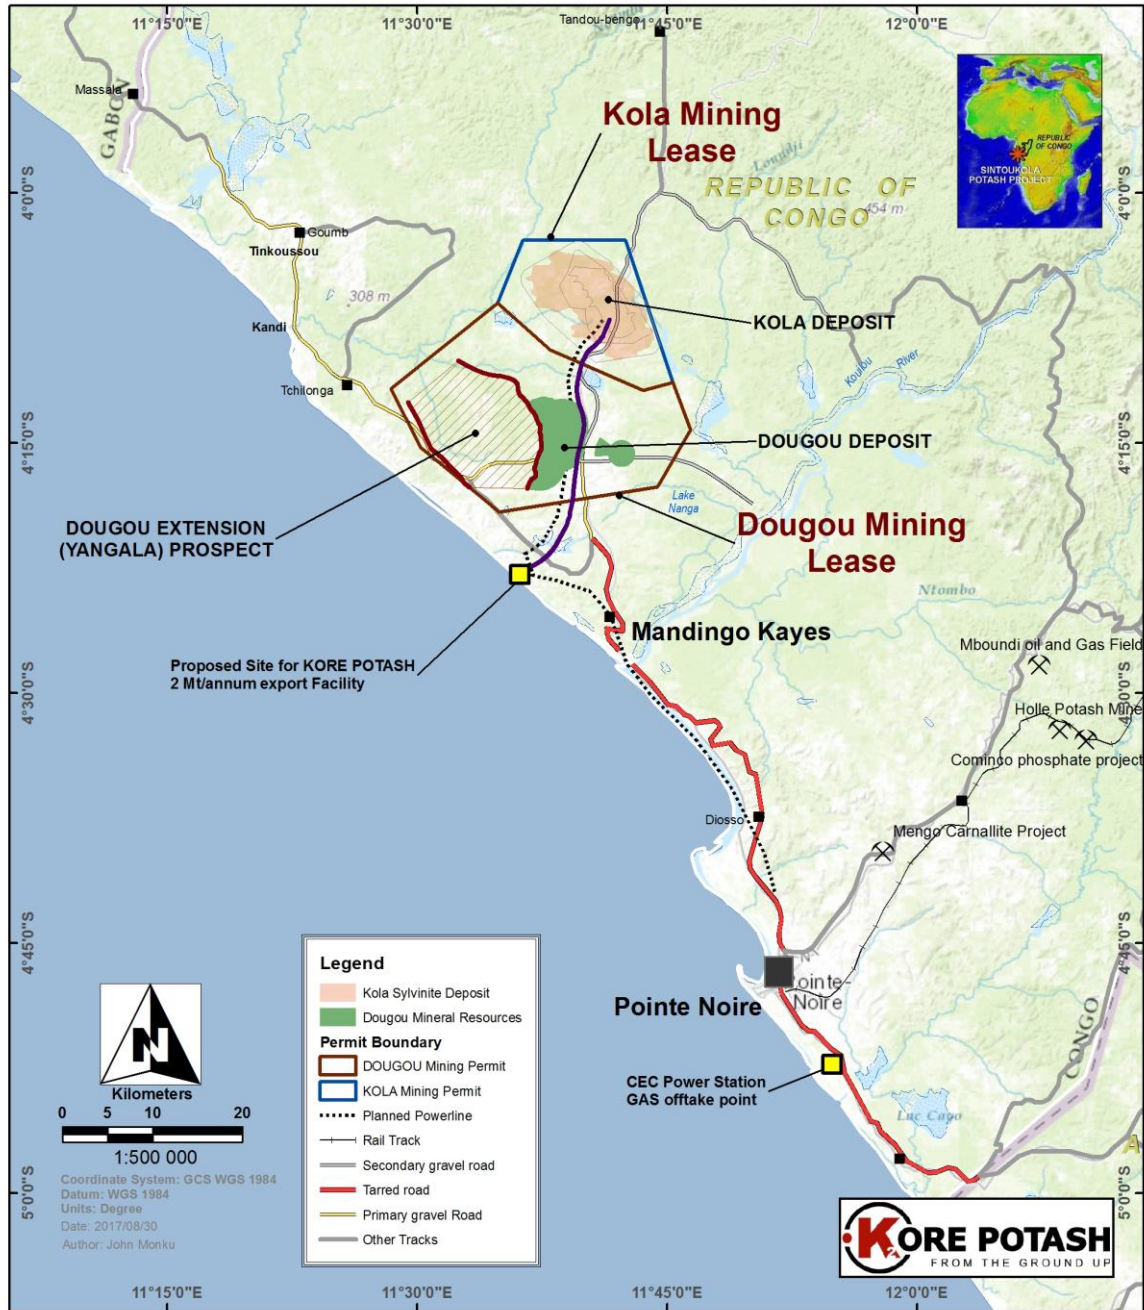 11°15'0"E
11°30'0"E
11°45'0"E
12°0'0"E
Tandou-bengo
Massala
GABON
Kola Mining
Lease
Loundji
REPUBLIC OF
CONGO
454 m
REPUBLIC
OF CONGO
SINTOUKOLA
POTASH PROJECT
4°0'0"S
4°0'0"S
Goumb
Tinkoussou
308 m
Kandi
KOLA DEPOSIT
Kouilou
River
Tchilonga
4°15'0"S
4°15'0"S
DOUGOU DEPOSIT
Lake
Nanga
DOUGOU EXTENSION
(YANGALA) PROSPECT
Dougou Mining
Lease
Ntombo
Mandingo Kayes
Mboundi oil and Gas Field
Proposed Site for KORE POTASH
2 Mt/annum export Facility
4°30'0"S
4°30'0"S
Holle Potash Mine
Cominco phosphate project
Diosso
Mengo Carnallite Project
4°45'0"S
4°45'0"S
Pointe Noire
ointe-
Noire
CONGO
CEC Power Station
GAS offtake point
A
5°0'0"S
5°0'0"S
Legend
Kola Sylvinite Deposit
Dougou Mineral Resources
Permit Boundary
DOUGOU Mining Permit
KOLA Mining Permit
Planned Powerline
Rail Track
Secondary gravel road
Tarred road
Primary gravel Road
Other Tracks
N
Kilometers
0 5 10 20
1:500 000
Coordinate System: GCS WGS 1984
Datum: WGS 1984
Units: Degree
Date: 2017/08/30
Author: John Monku
K2ORE POTASH
FROM THE GROUND UP
11°15'0"E
11°30'0"E
11°45'0"E
12°0'0"E